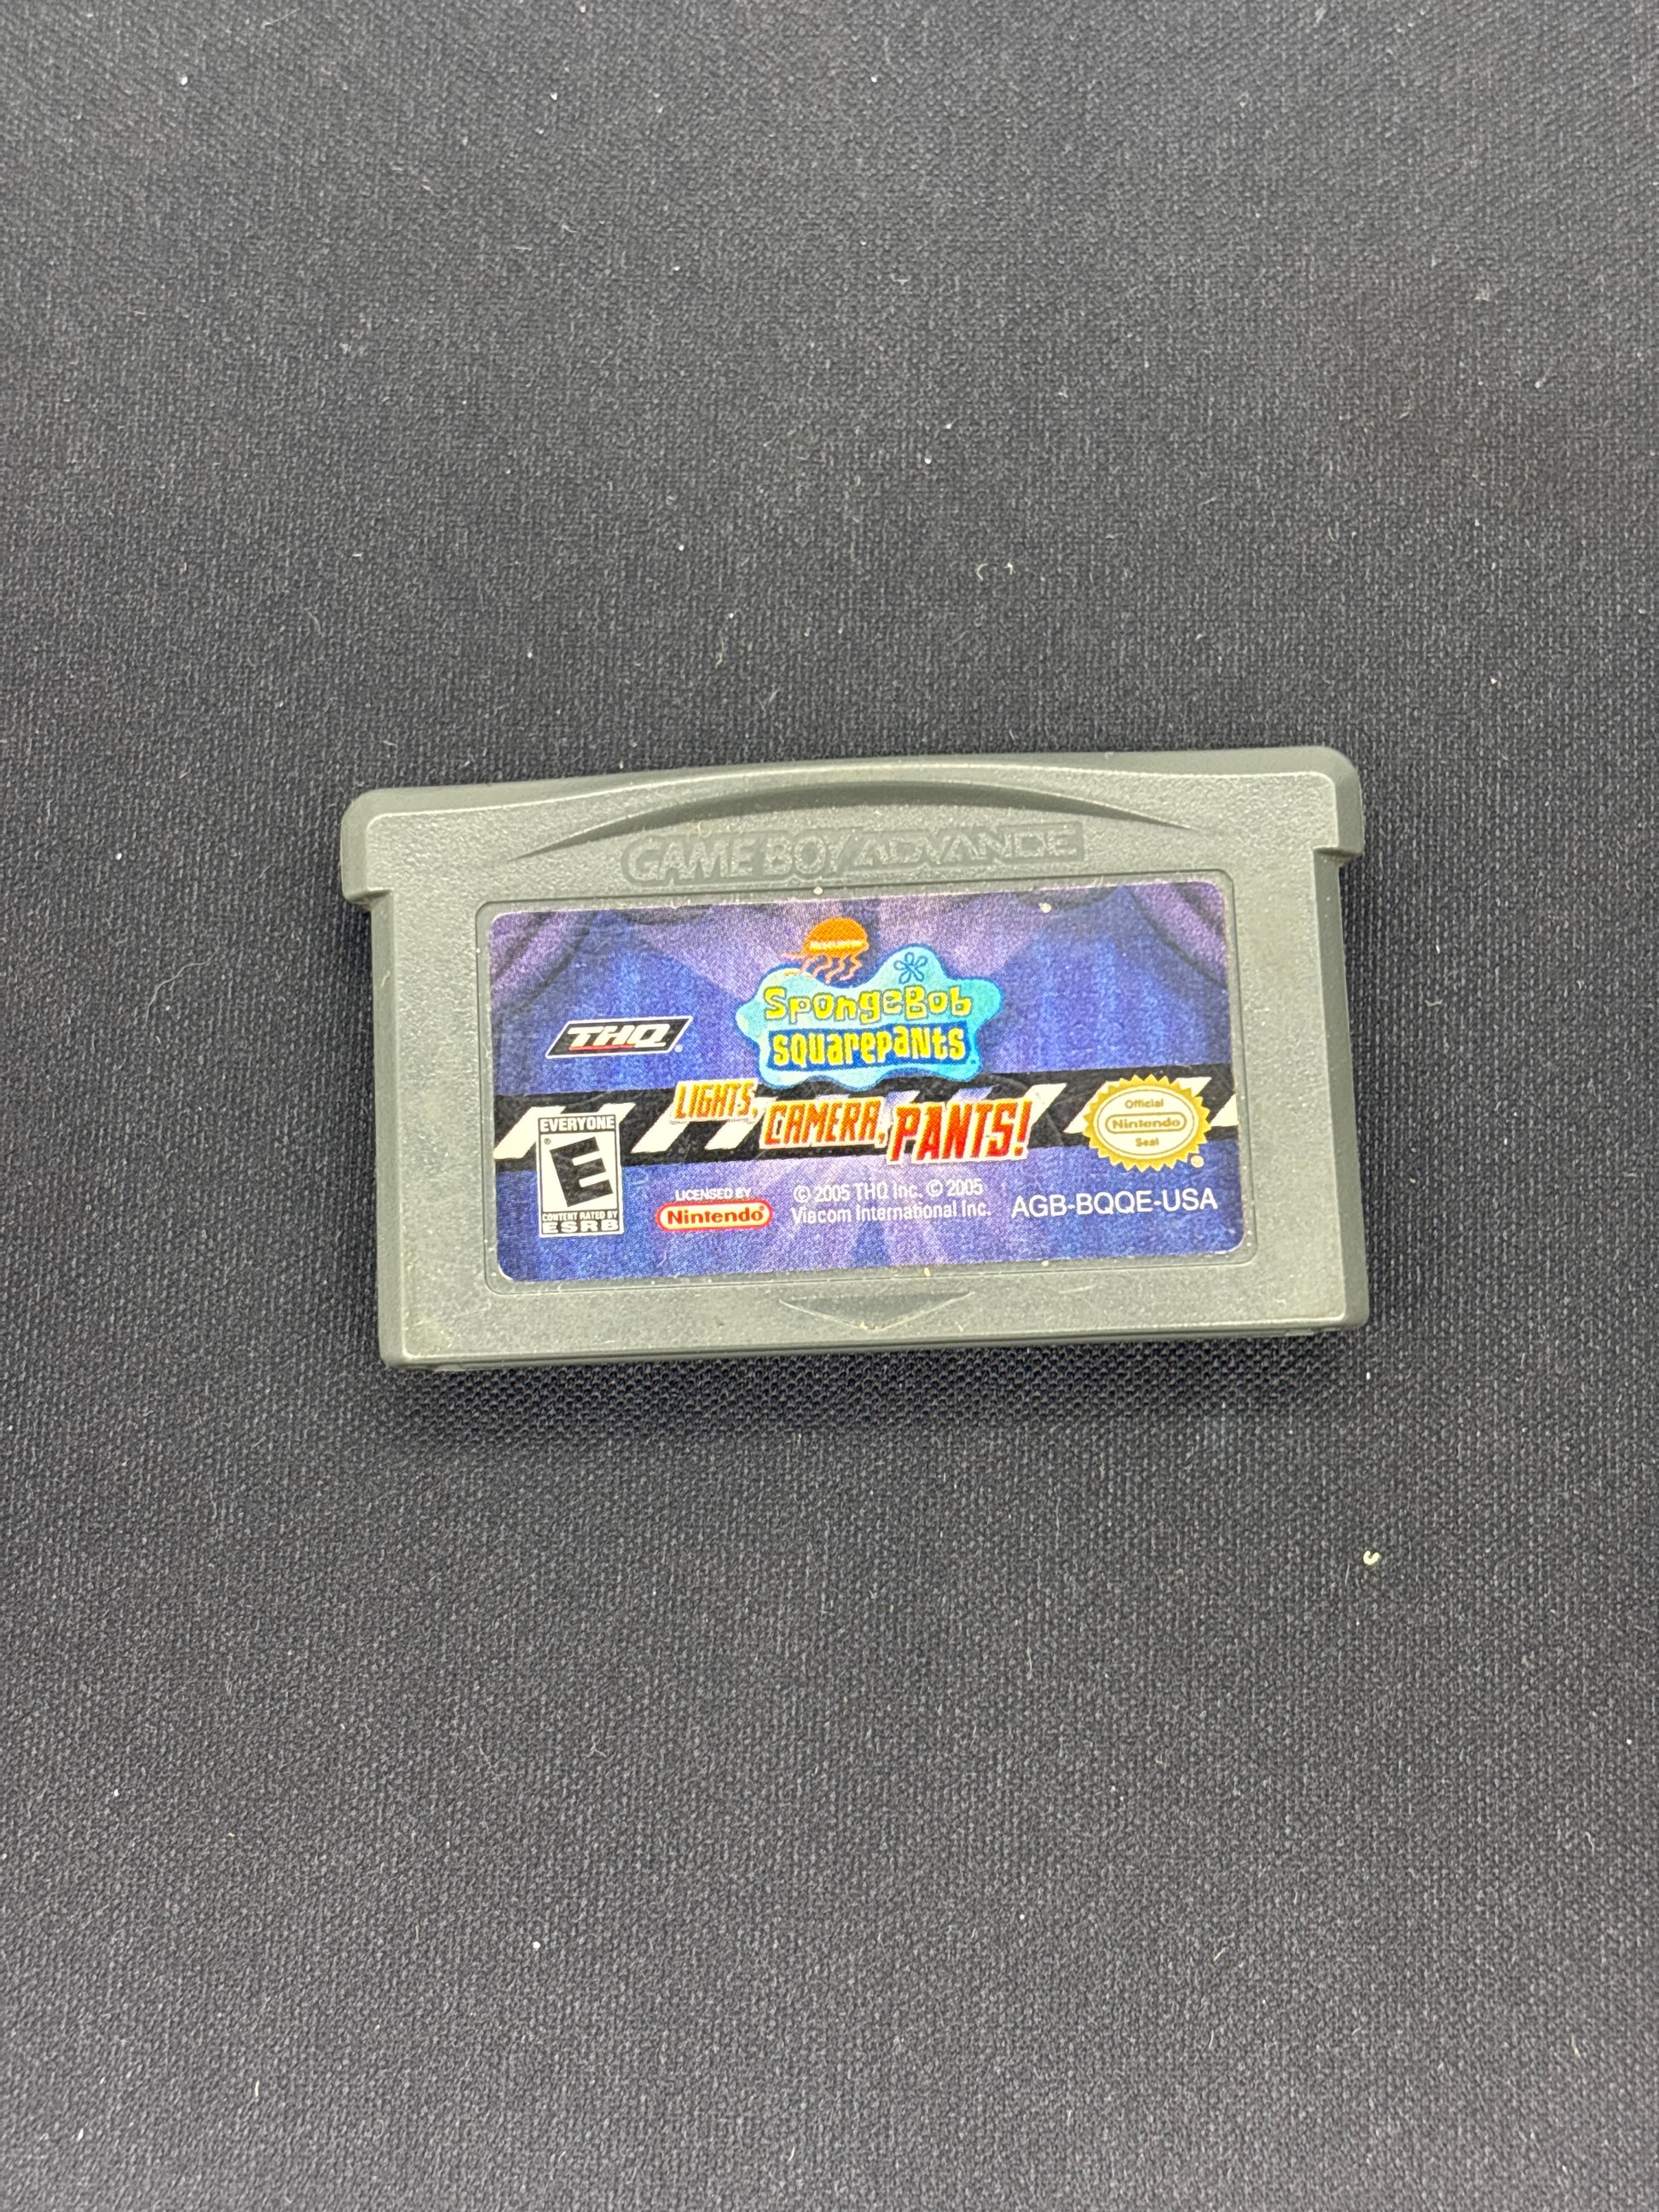 GAME BOY ADVANCE
NICKELODEON
SpongeBob
SquarePants
THQ
LIGHTS, CAMERA, PANTS!
EVERYONE
E
CONTENT RATED BY
ESRB
Official
Nintendo
Seal
LICENSED BY
Nintendo
© 2005 THQ Inc. © 2005
Viacom International Inc.
AGB-BQQE-USA